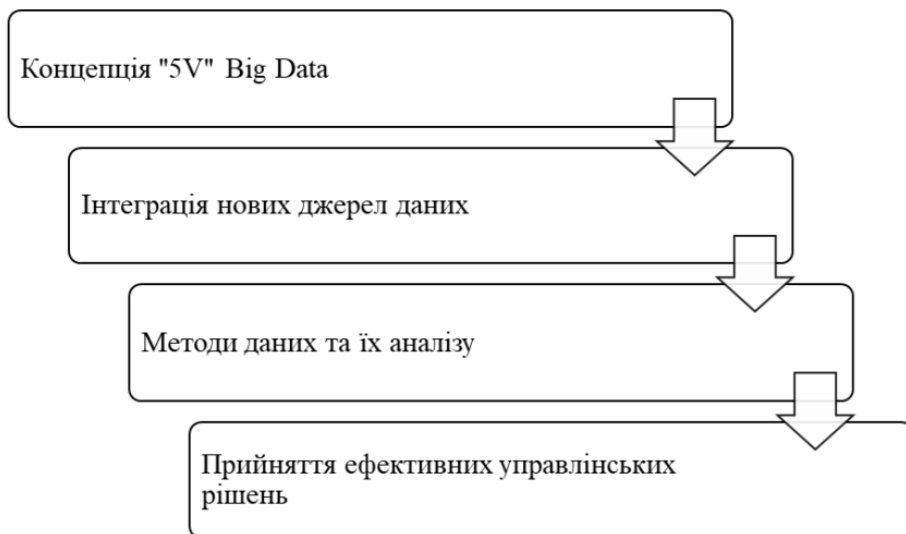 Концепція "5V" Big Data
Інтеграція нових джерел даних
Методи даних та їх аналізу
Прийняття ефективних управлінських
рішень